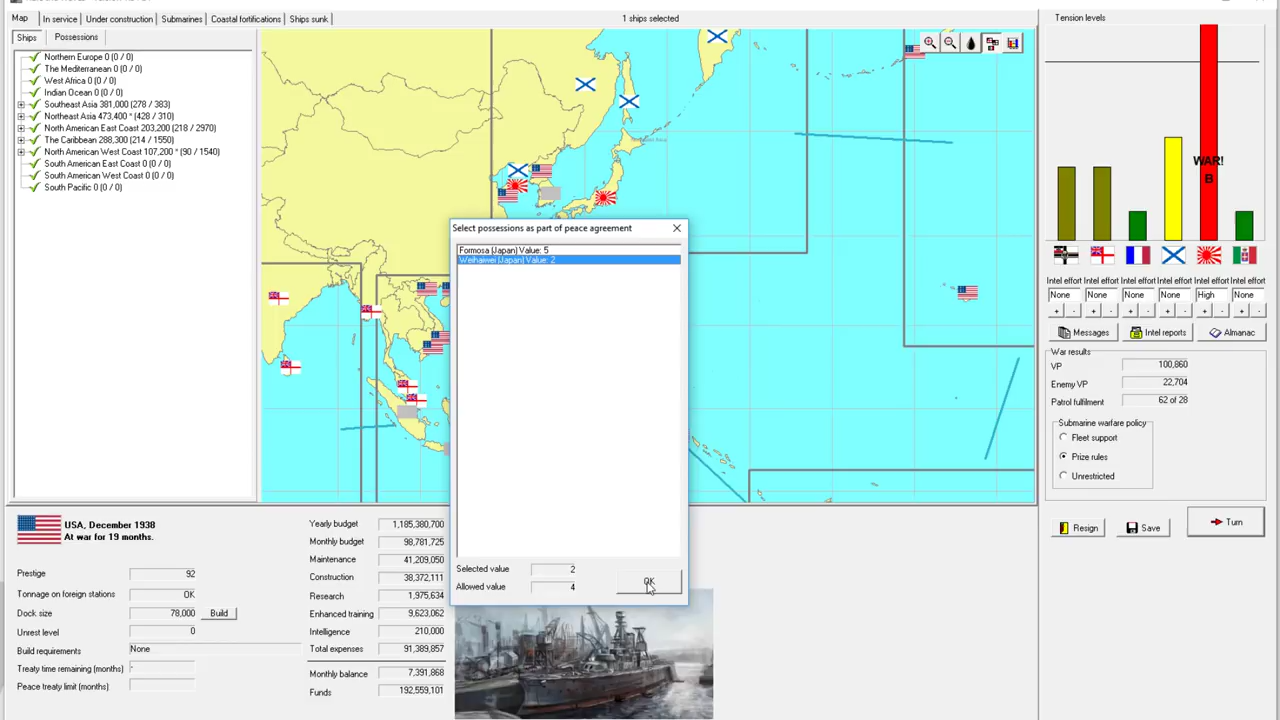 Map
In service
Under construction
Submarines
Coastal fortifications
Ships sunk
1 ships selected
Ships
Possessions
Northern Europe 0 (0 / 0)
The Mediterranean 0 (0 / 0)
West Africa 0 (0 / 0)
Indian Ocean 0 (0 / 0)
Southeast Asia 381,000 (278 / 383)
Northeast Asia 473,400 * (428 / 310)
North American East Coast 203,200 (218 / 2970)
The Caribbean 288,300 (214 / 1550)
North American West Coast 107,200 * (90 / 1540)
South American East Coast 0 (0 / 0)
South American West Coast 0 (0 / 0)
South Pacific 0 (0 / 0)
Select possessions as part of peace agreement
Formosa (Japan) Value: 5
Weihaiwei (Japan) Value: 2
Selected value 2
Allowed value 4
OK
Tension levels
WAR!
B
Intel effort Intel effort Intel effort Intel effort Intel effort Intel effort
None None None None High None
+ - + - + - + - + - + -
Messages
Intel reports
Almanac
War results
VP 100,860
Enemy VP 22,704
Patrol fulfilment 62 of 28
Submarine warfare policy
Fleet support
Prize rules
Unrestricted
Resign
Save
Turn
USA, December 1938
At war for 19 months.
Prestige 92
Tonnage on foreign stations OK
Dock size 78,000 Build
Unrest level 0
Build requirements None
Treaty time remaining (months) -
Peace treaty limit (months)
Yearly budget 1,185,380,700
Monthly budget 98,781,725
Maintenance 41,209,050
Construction 38,372,111
Research 1,975,634
Enhanced training 9,623,062
Intelligence 210,000
Total expenses 91,389,857
Monthly balance 7,391,868
Funds 192,559,101